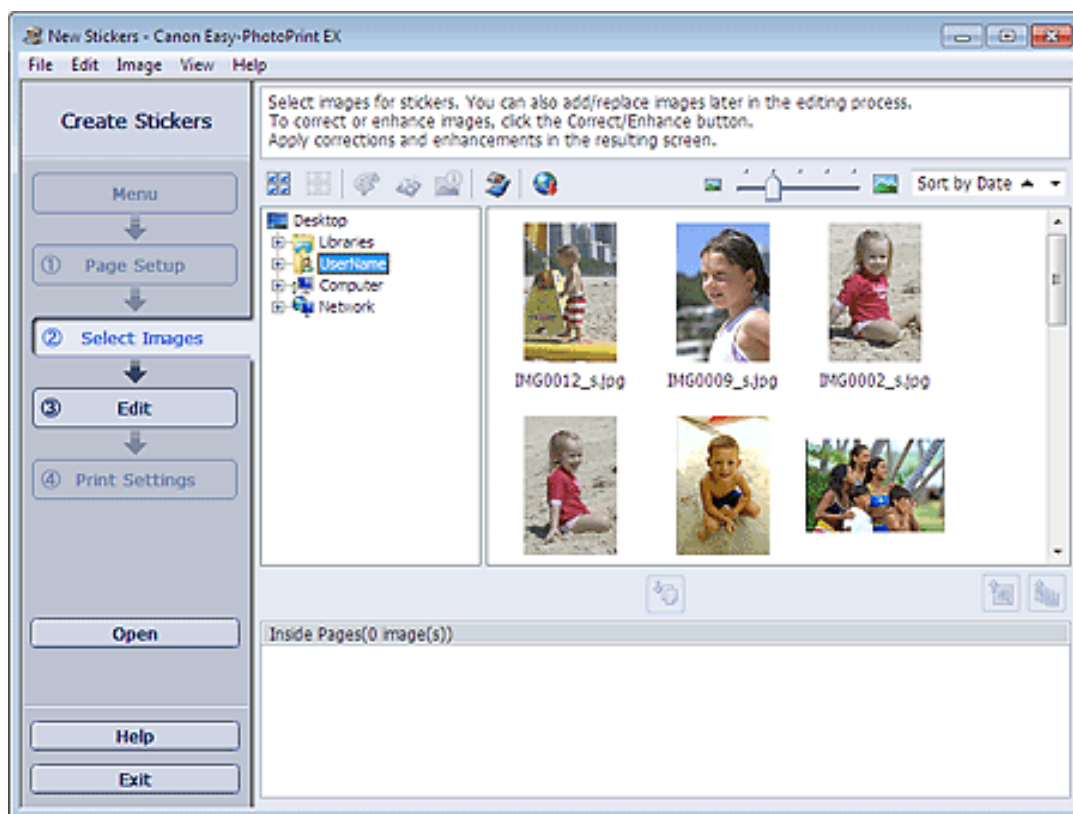 New Stickers - Canon Easy-PhotoPrint EX
File Edit Image View Help
Create Stickers
Select images for stickers. You can also add/replace images later in the editing process.
To correct or enhance images, click the Correct/Enhance button.
Apply corrections and enhancements in the resulting screen.
Menu
① Page Setup
② Select Images
③ Edit
④ Print Settings
Open
Help
Exit
Sort by Date
Desktop
Libraries
UserName
Computer
Network
IMG0012_s.jpg IMG0009_s.jpg IMG0002_s.jpg
Inside Pages(0 image(s))